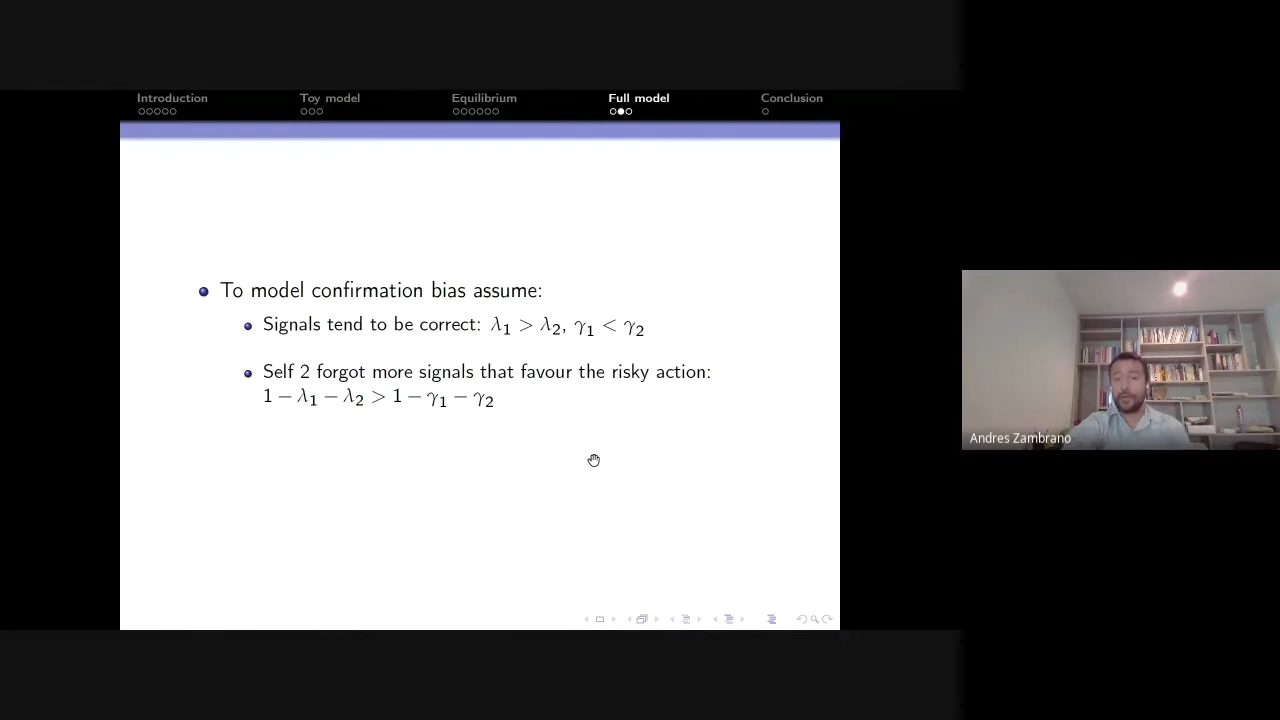 Introduction Toy model Equilibrium Full model Conclusion
To model confirmation bias assume:
Signals tend to be correct: λ₁ > λ₂, γ₁ < γ₂
Self 2 forgot more signals that favour the risky action:
1 − λ₁ − λ₂ > 1 − γ₁ − γ₂
Andres Zambrano